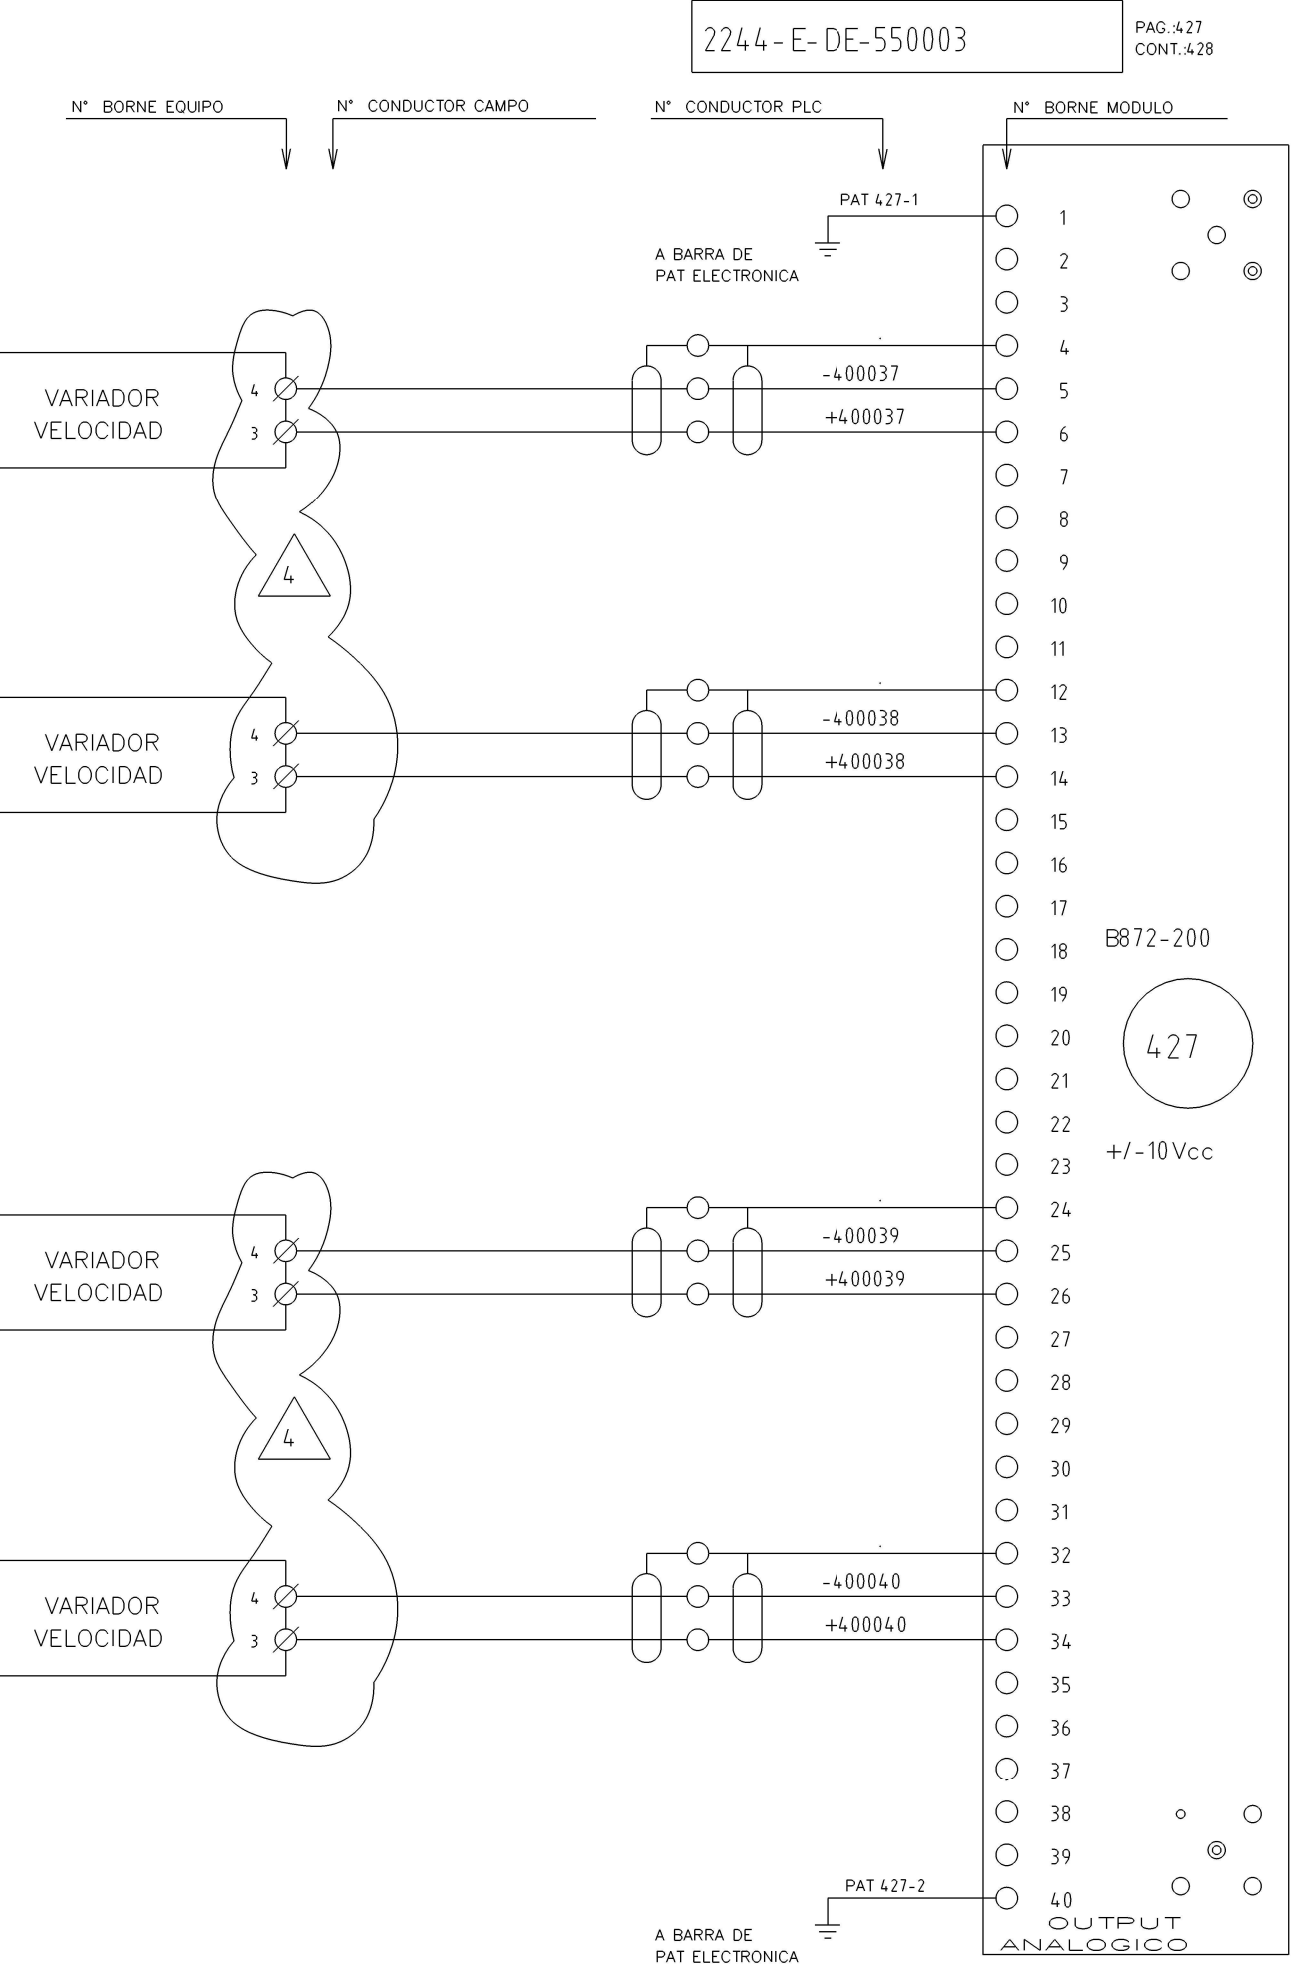 2244-E-DE-550003
PAG.:427
CONT.:428
N° BORNE EQUIPO
N° CONDUCTOR CAMPO
N° CONDUCTOR PLC
N° BORNE MODULO
PAT 427-1
1
A BARRA DE
PAT ELECTRONICA
2
3
4
VARIADOR
VELOCIDAD
4
-400037
5
3
+400037
6
7
8
9
4
10
11
12
VARIADOR
VELOCIDAD
4
-400038
13
3
+400038
14
15
16
17
B872-200
18
19
427
20
21
22
+/-10Vcc
23
24
VARIADOR
VELOCIDAD
4
-400039
25
3
+400039
26
27
28
29
4
30
31
32
VARIADOR
VELOCIDAD
4
-400040
33
3
+400040
34
35
36
37
38
39
PAT 427-2
40
A BARRA DE
PAT ELECTRONICA
OUTPUT
ANALOGICO